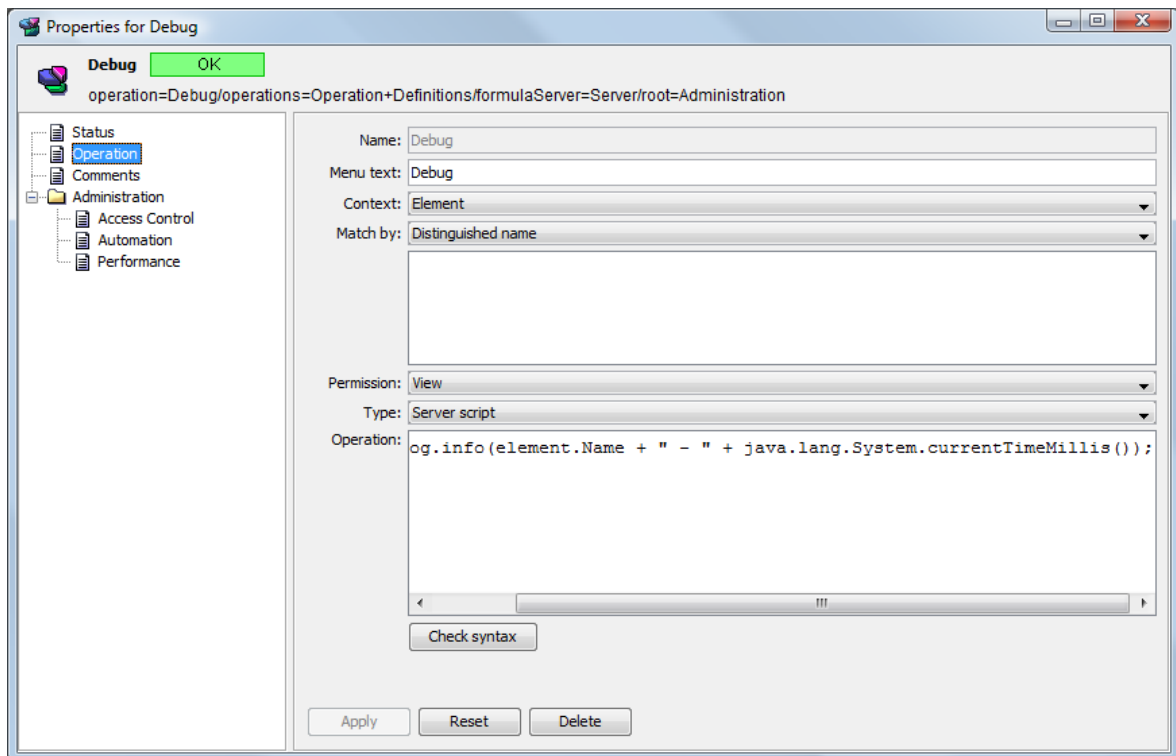 Properties for Debug
Debug OK
operation=Debug/operations=Operation+Definitions/formulaServer=Server/root=Administration
Status
Operation
Comments
Administration
Access Control
Automation
Performance
Name: Debug
Menu text: Debug
Context: Element
Match by: Distinguished name
Permission: View
Type: Server script
Operation: og.info(element.Name + " - " + java.lang.System.currentTimeMillis());
Check syntax
Apply Reset Delete